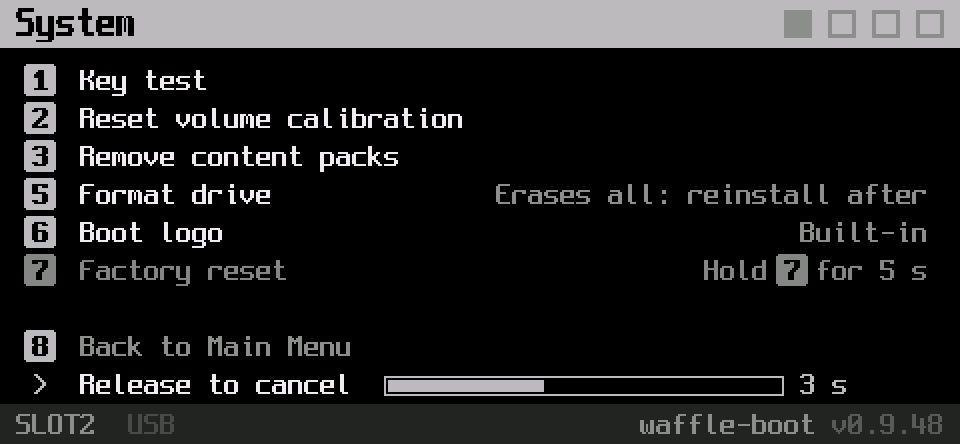 System
1 Key test
2 Reset volume calibration
3 Remove content packs
5 Format drive Erases all: reinstall after
6 Boot logo Built-in
7 Factory reset Hold 7 for 5 s
8 Back to Main Menu
> Release to cancel 3 s
SLOT2 USB waffle-boot v0.9.48